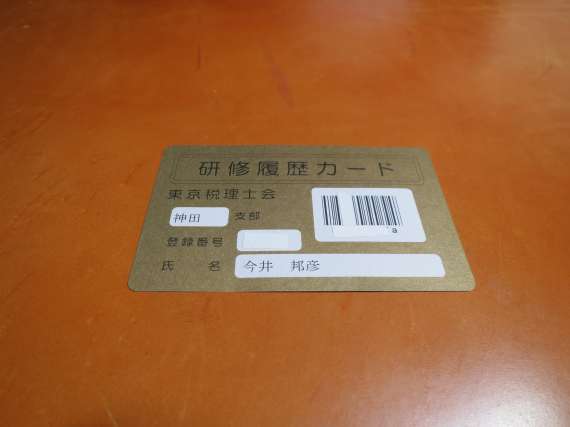 研修履歴カード
東京税理士会
神田 支部
登録番号
氏 名 今井 邦彦
a